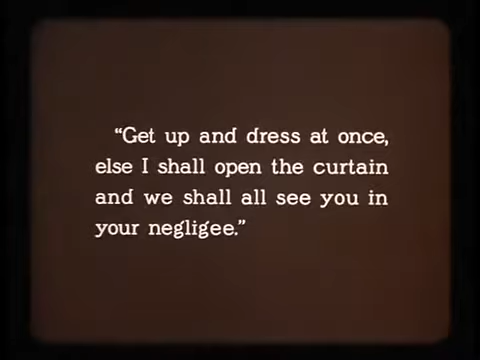 “Get up and dress at once,
else I shall open the curtain
and we shall all see you in
your negligee.”